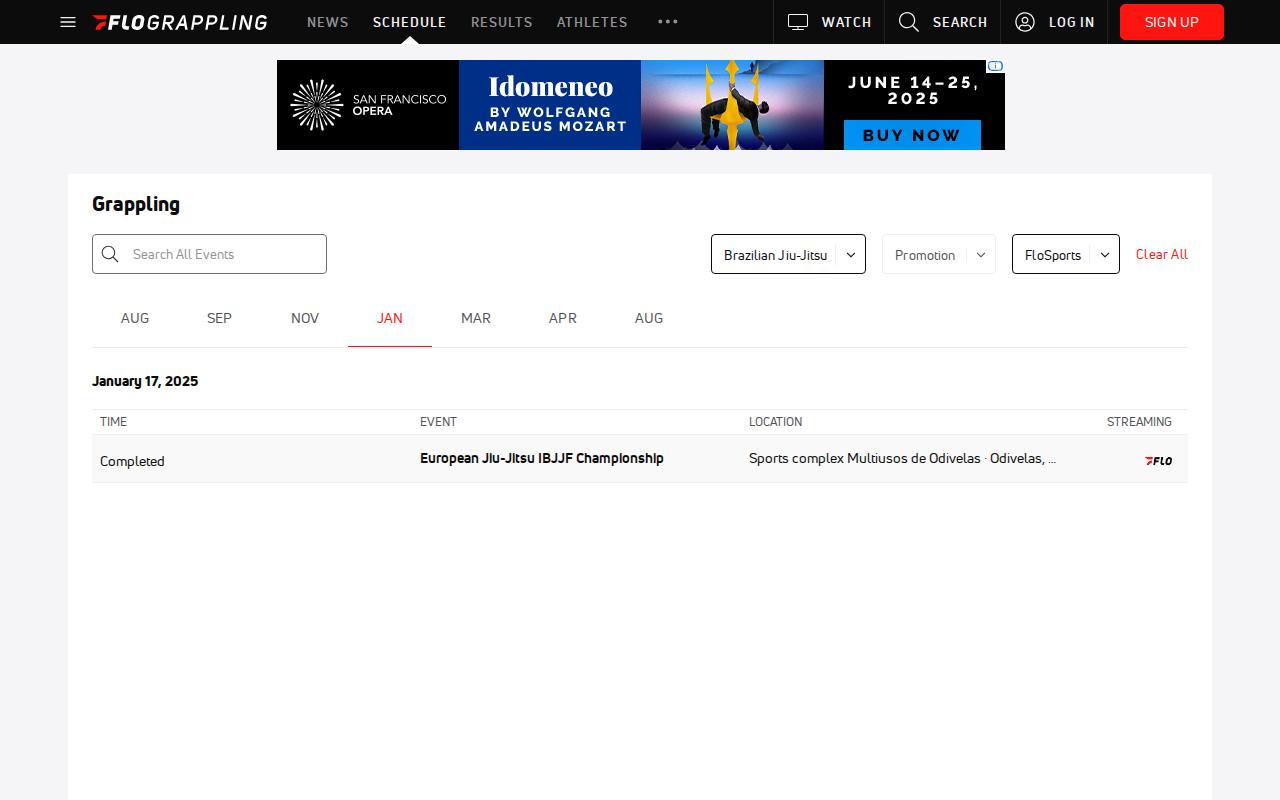 FLOGRAPPLING
NEWS
SCHEDULE
RESULTS
ATHLETES
WATCH
SEARCH
LOG IN
SIGN UP
SAN FRANCISCO
OPERA
Idomeneo
BY WOLFGANG
AMADEUS MOZART
JUNE 14–25,
2025
BUY NOW
Grappling
Search All Events
Brazilian Jiu-Jitsu
Promotion
FloSports
Clear All
AUG
SEP
NOV
JAN
MAR
APR
AUG
January 17, 2025
TIME
EVENT
LOCATION
STREAMING
Completed
European Jiu-Jitsu IBJJF Championship
Sports complex Multiusos de Odivelas · Odivelas, ...
FLO